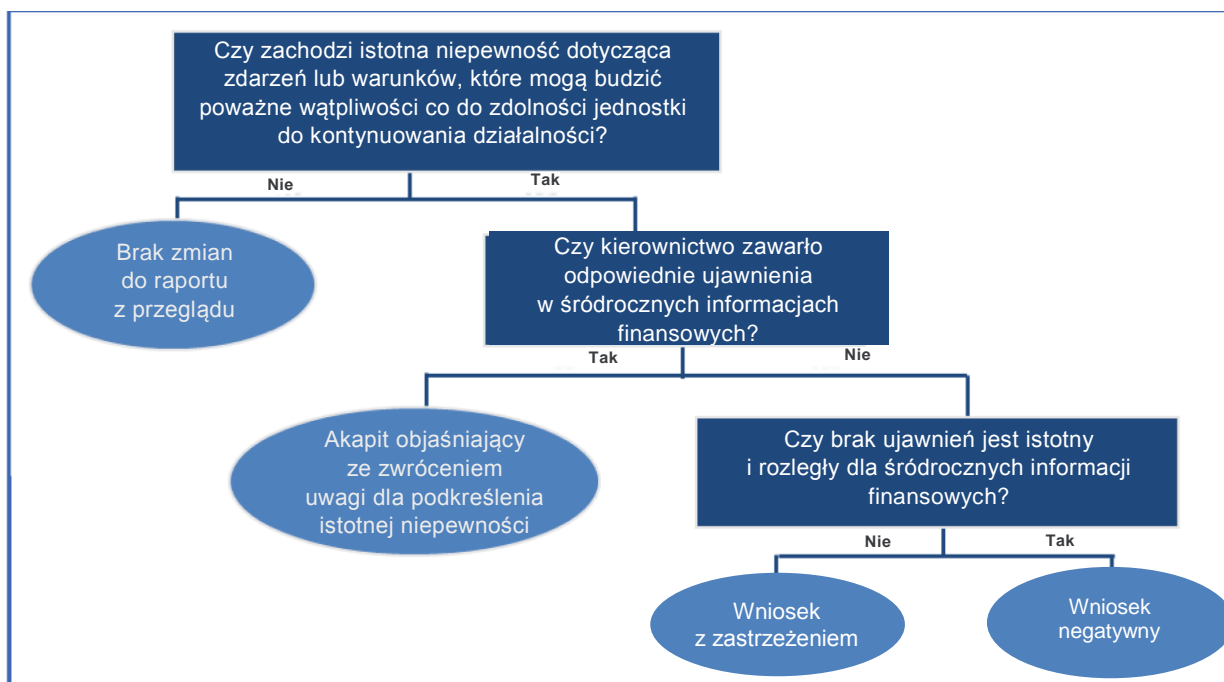 Czy zachodzi istotna niepewność dotycząca
zdarzeń lub warunków, które mogą budzić
poważne wątpliwości co do zdolności jednostki
do kontynuowania działalności?
Nie
Tak
Brak zmian
do raportu
z przeglądu
Czy kierownictwo zawarło
odpowiednie ujawnienia
w śródrocznych informacjach
finansowych?
Tak
Nie
Akapit objaśniający
ze zwróceniem
uwagi dla podkreślenia
istotnej niepewności
Czy brak ujawnień jest istotny
i rozległy dla śródrocznych informacji
finansowych?
Nie
Tak
Wniosek
z zastrzeżeniem
Wniosek
negatywny